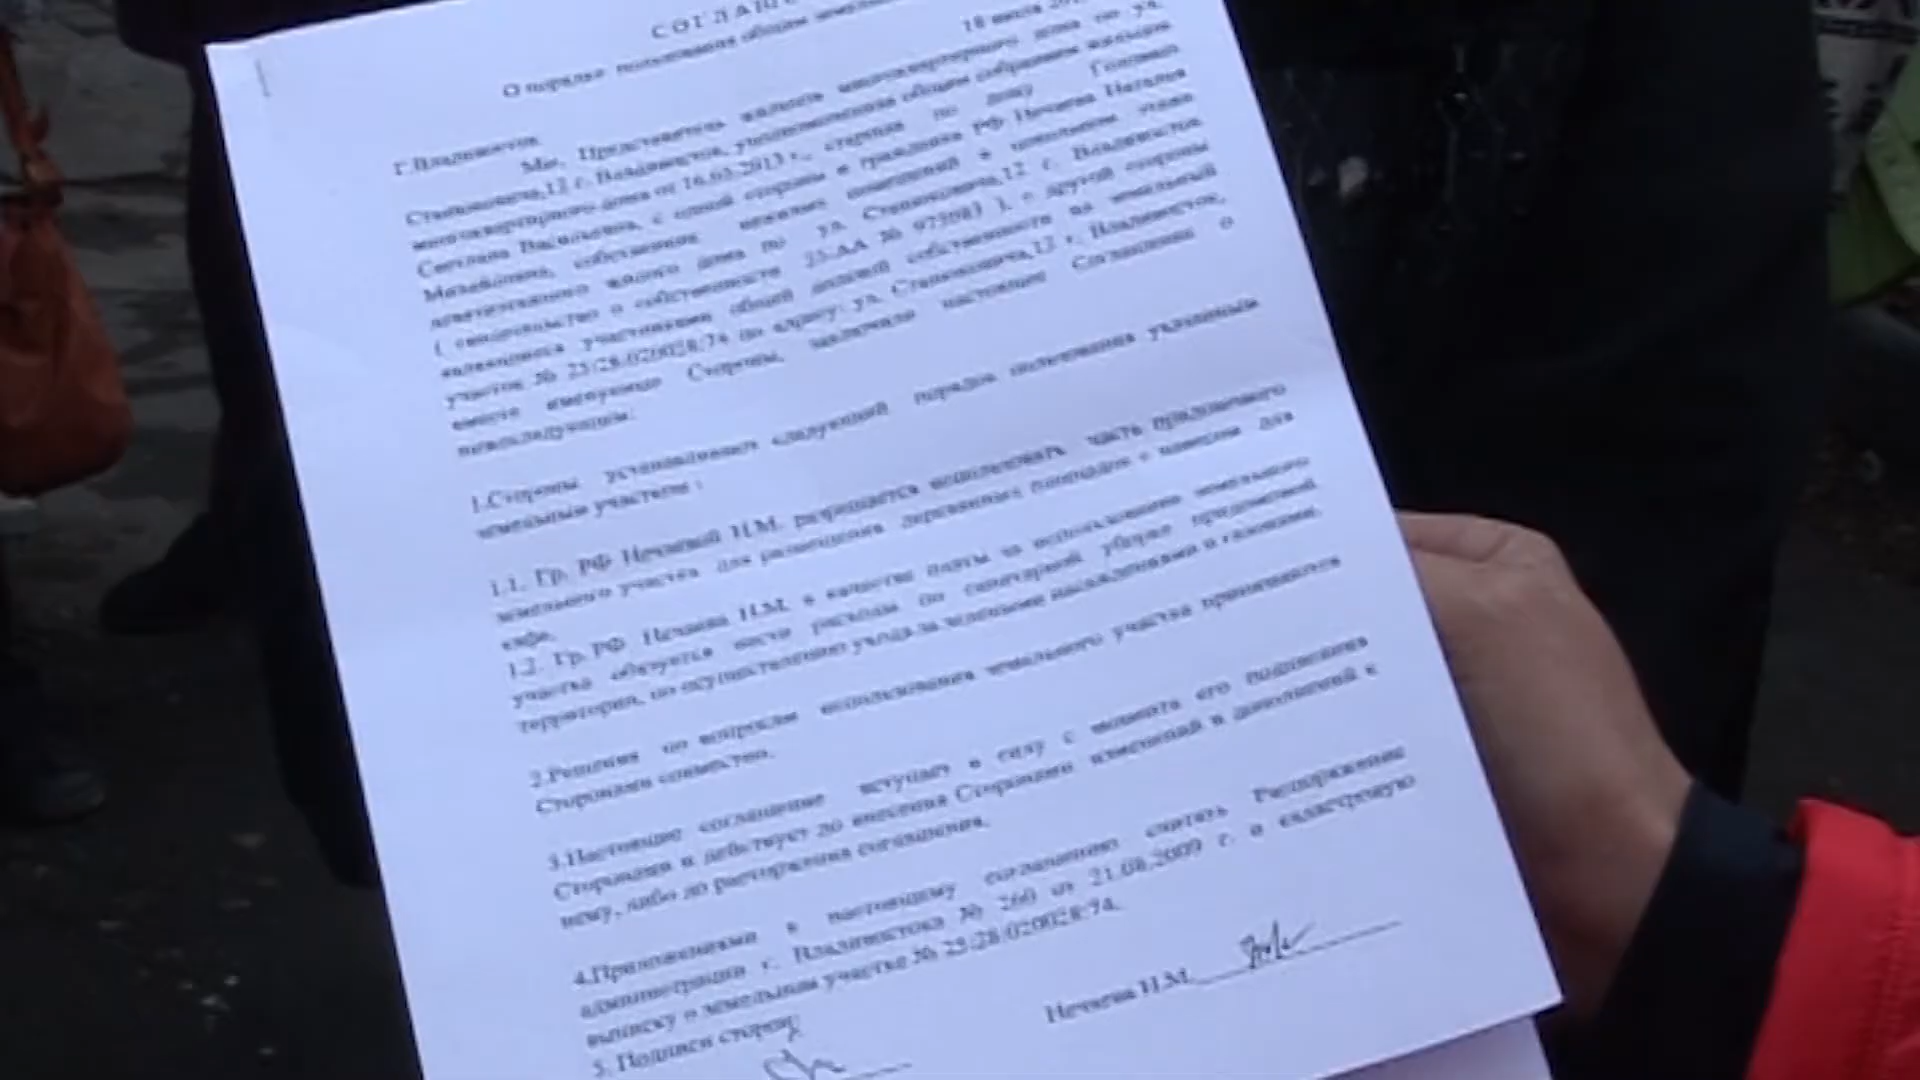 СОГЛАШ
О порядке пользования общим земель
18 июля 20
Г.Владивосток
Мы, Представитель жильцов многоквартирного дома по ул.
Станюковича,12 г. Владивосток, уполномоченная общим собранием жильцов
многоквартирного дома от 16.03.2013 г., старшая по дому Головко
Светлана Васильевна, с одной стороны и гражданка РФ Нечаева Наталья
Михайловна, собственник нежилых помещений в цокольном этаже
девятиэтажного жилого дома по ул. Станюковича,12 г. Владивосток
( свидетельство о собственности 25-АА № 075083 ), с другой стороны
являющиеся участниками общей долевой собственности на земельный
участок № 25:28:020028:74 по адресу: ул. Станюковича,12 г. Владивосток,
вместе именуемые Стороны, заключили настоящее Соглашение о
нижеследующем:
1.Стороны устанавливают следующий порядок пользования указанным
земельным участком :
1.1. Гр. РФ Нечаевой Н.М. разрешается использовать часть придомового
земельного участка для размещения деревянных площадок с навесом для
кафе.
1.2. Гр. РФ Нечаева Н.М. в качестве платы за использование земельного
участка обязуется нести расходы по санитарной уборке придомовой
территории, по осуществлению ухода за зелеными насаждениями и газонами.
2.Решения по вопросам использования земельного участка принимаются
Сторонами совместно.
3.Настоящее соглашение вступает в силу с момента его подписания
Сторонами и действует до внесения Сторонами изменений и дополнений к
нему, либо до расторжения соглашения.
4.Приложениями к настоящему соглашению считать Распоряжение
администрации г. Владивостока № 260 от 21.08.2009 г. и кадастровую
выписку о земельном участке № 25:28:020028:74.
5. Подписи сторон:
Нечаева Н.М.